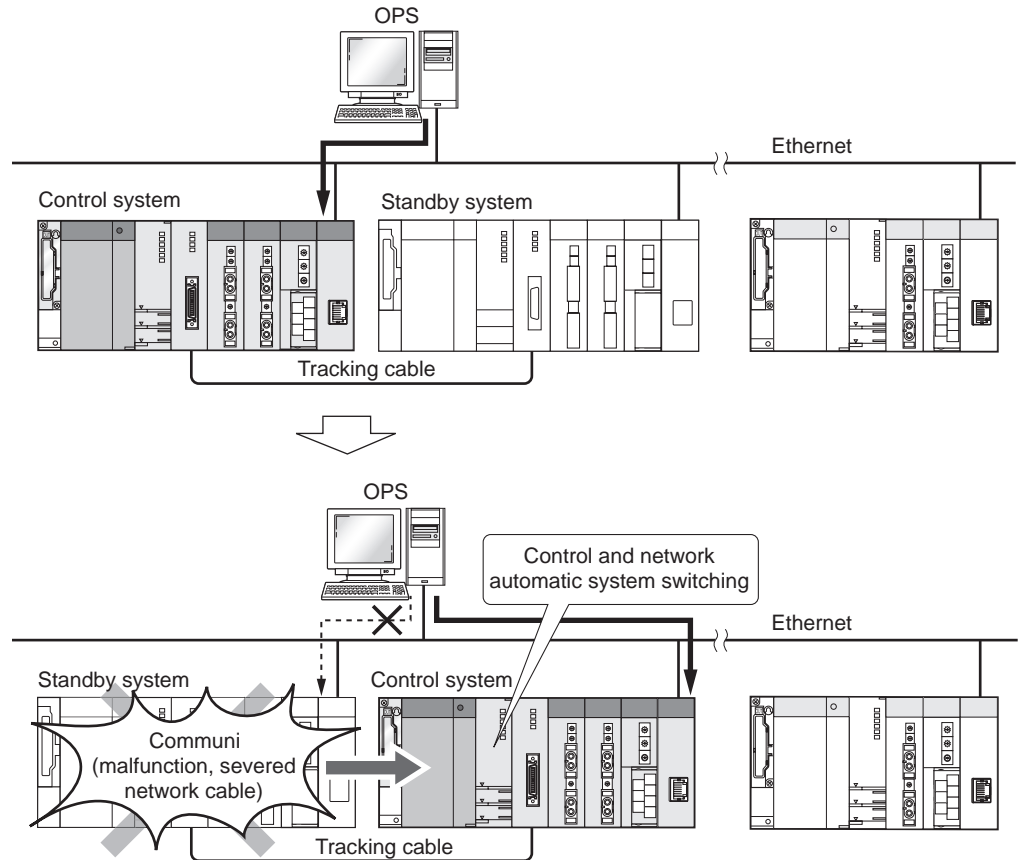 OPS
Ethernet
Control system
Standby system
Tracking cable
OPS
Control and network
automatic system switching
Ethernet
Standby system
Control system
Communi
(malfunction, severed
network cable)
Tracking cable